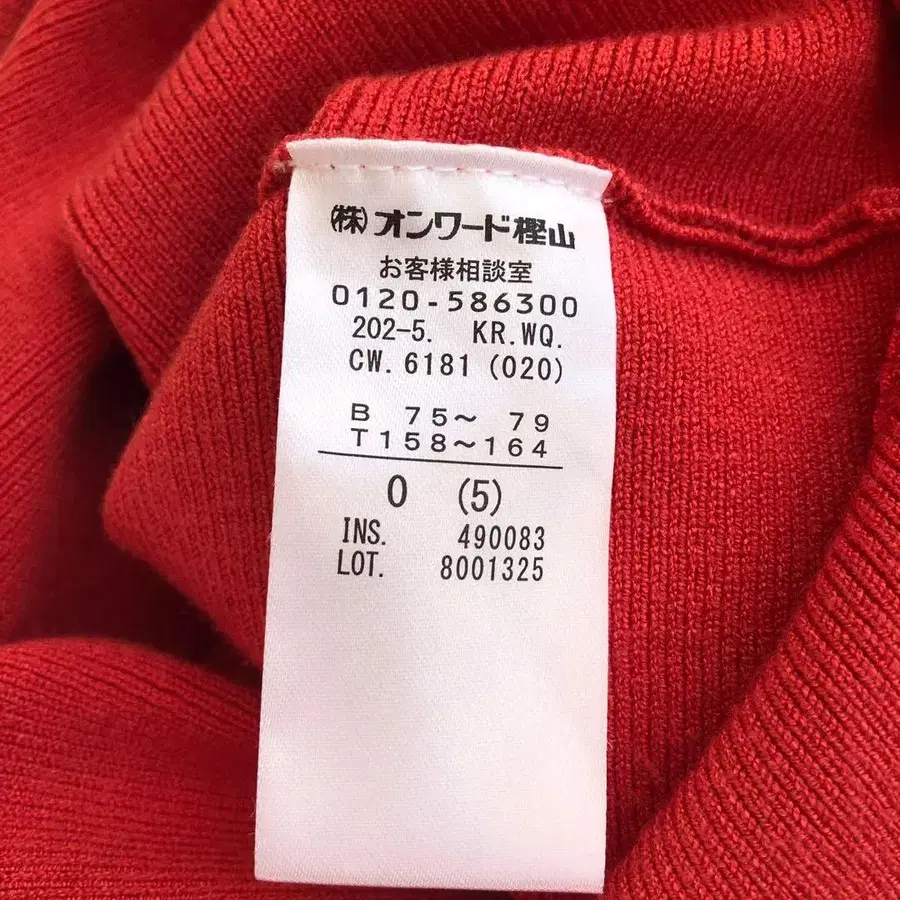 ㈱オンワード樫山
お客様相談室
0120-586300
202-5. KR.WQ.
CW.6181(020)
B 75～ 79
T158～164
0 (5)
INS. 490083
LOT. 8001325